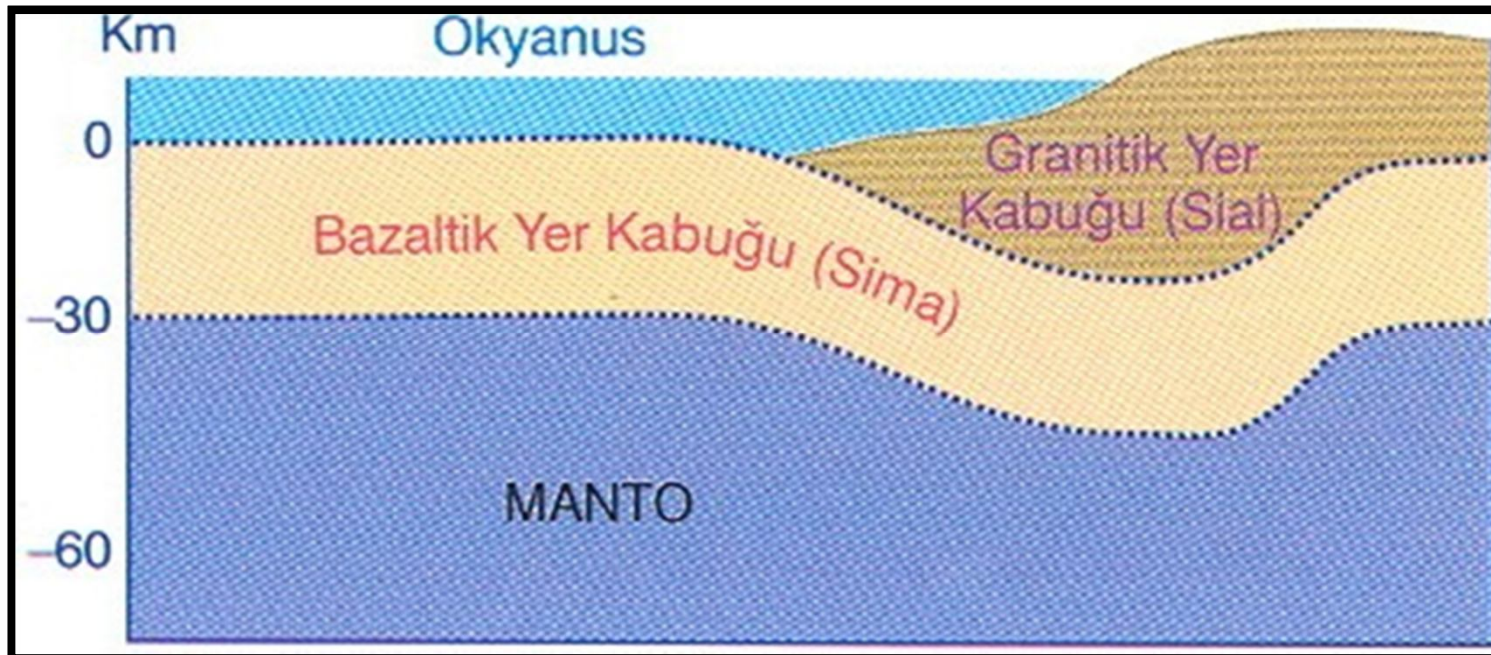 Km
Okyanus
0
Granitik Yer
Kabuğu (Sial)
Bazaltik Yer Kabuğu (Sima)
–30
MANTO
–60